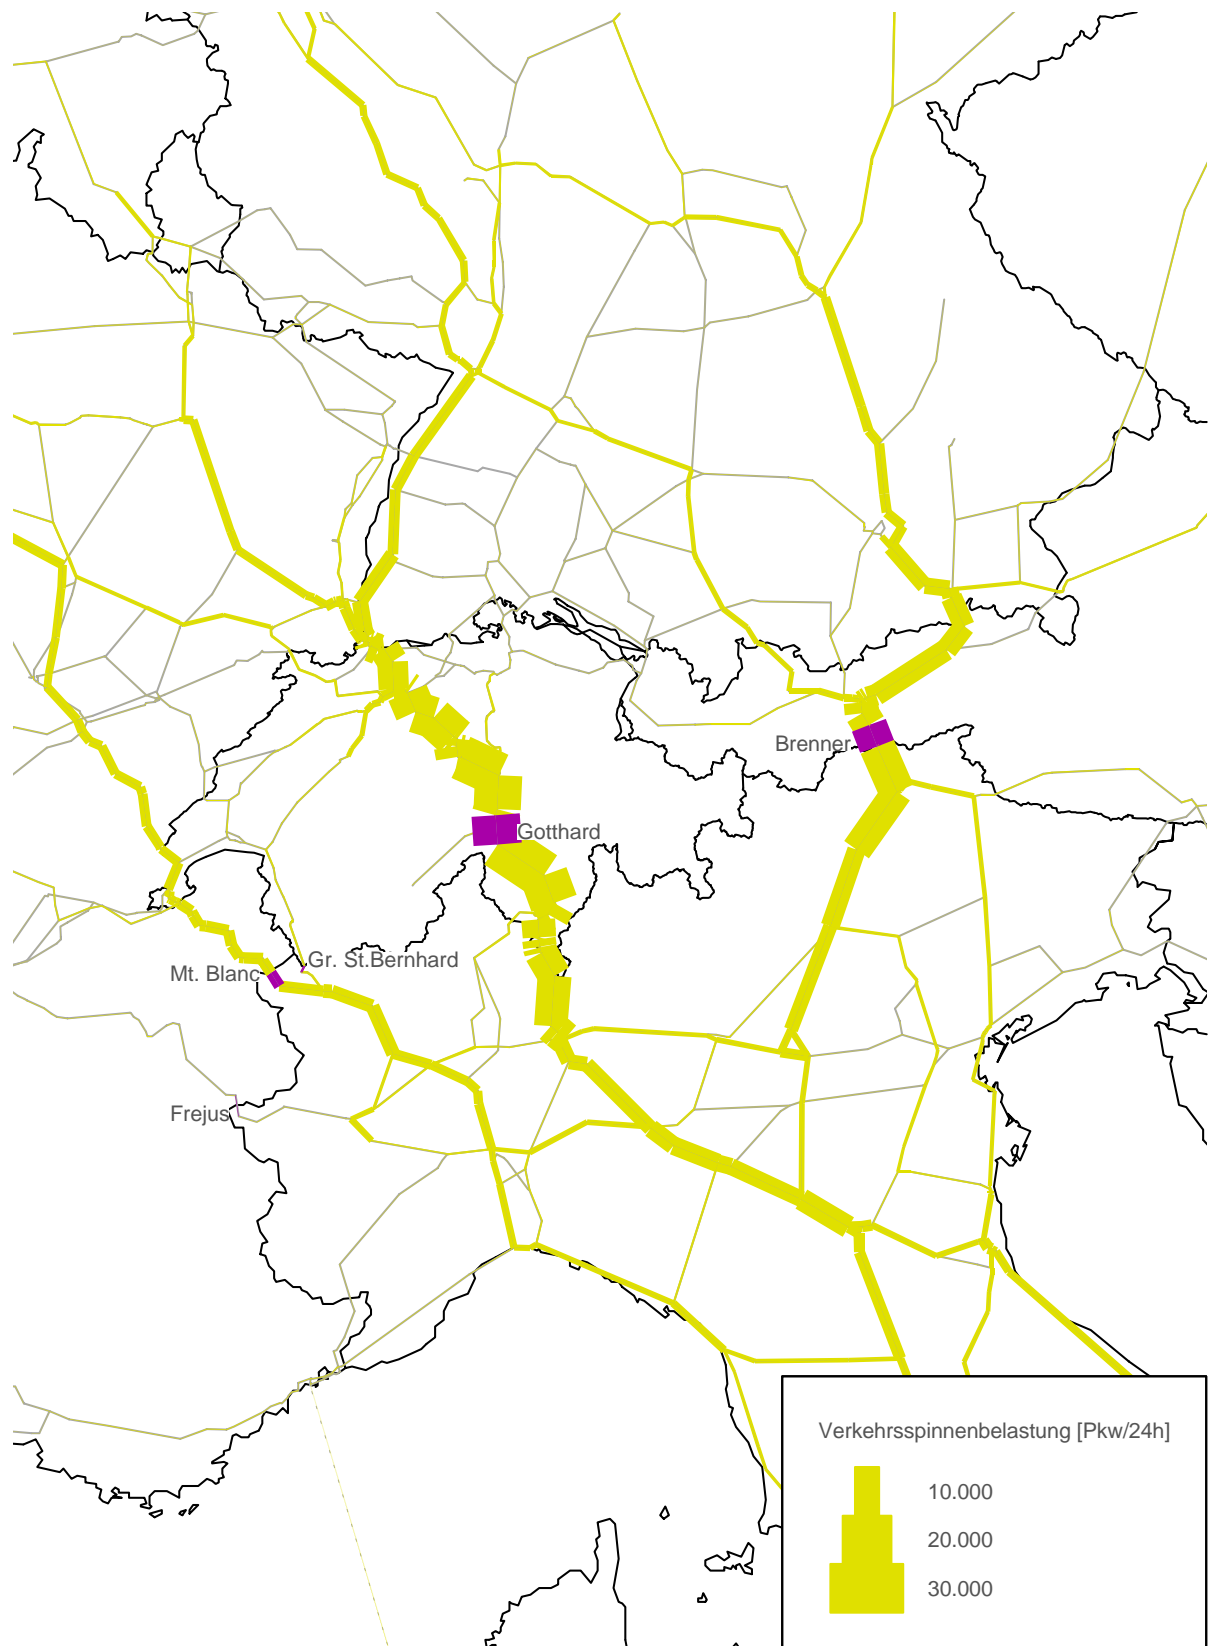 Brenner
Gotthard
Gr. St.Bernhard
Mt. Blanc
Frejus
Verkehrsspinnenbelastung [Pkw/24h]
10.000
20.000
30.000